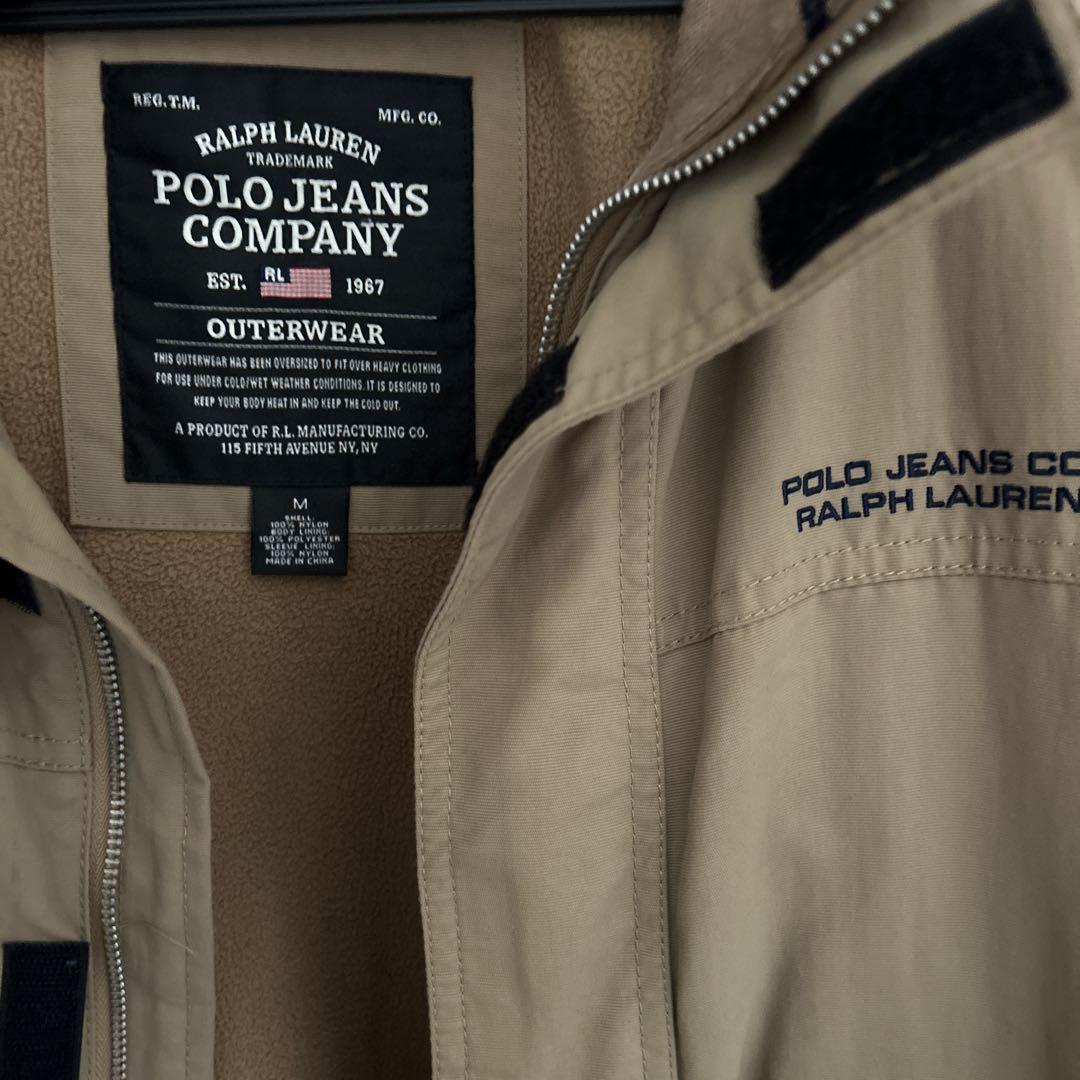 REG.T.M.
MFG. CO.
RALPH LAUREN
TRADEMARK
POLO JEANS
COMPANY
EST. RL 1967
OUTERWEAR
THIS OUTERWEAR HAS BEEN OVERSIZED TO FIT OVER HEAVY CLOTHING
FOR USE UNDER COLD/WET WEATHER CONDITIONS. IT IS DESIGNED TO
KEEP YOUR BODY HEAT IN AND KEEP THE COLD OUT.
A PRODUCT OF R.L. MANUFACTURING CO.
115 FIFTH AVENUE NY, NY
M
SHELL:
100% NYLON
BODY LINING:
100% POLYESTER
SLEEVE LINING:
100% NYLON
MADE IN CHINA
POLO JEANS CO
RALPH LAUREN